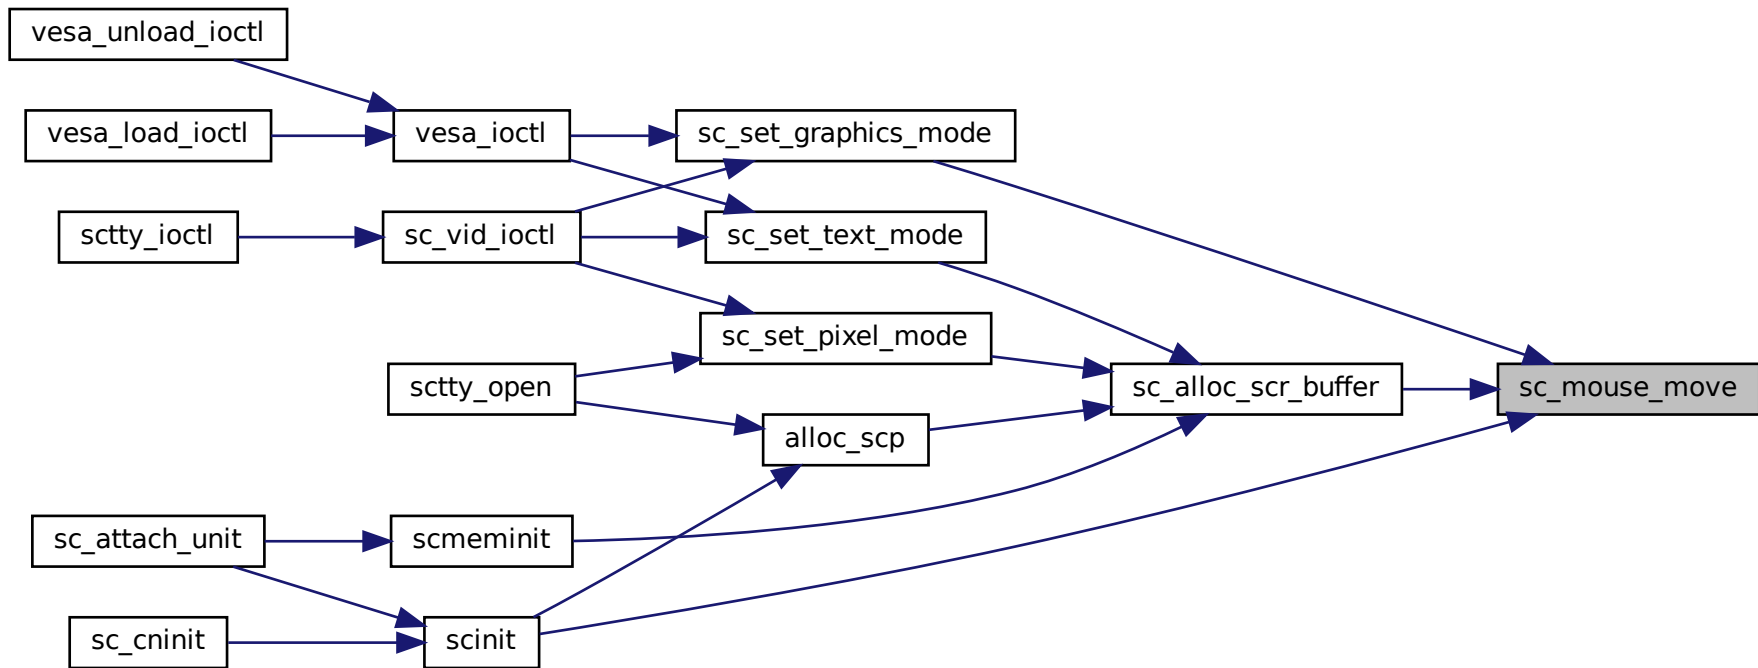 vesa_unload_ioctl
vesa_load_ioctl
vesa_ioctl
sc_set_graphics_mode
sctty_ioctl
sc_vid_ioctl
sc_set_text_mode
sc_set_pixel_mode
sctty_open
sc_alloc_scr_buffer
sc_mouse_move
alloc_scp
sc_attach_unit
scmeminit
sc_cninit
scinit